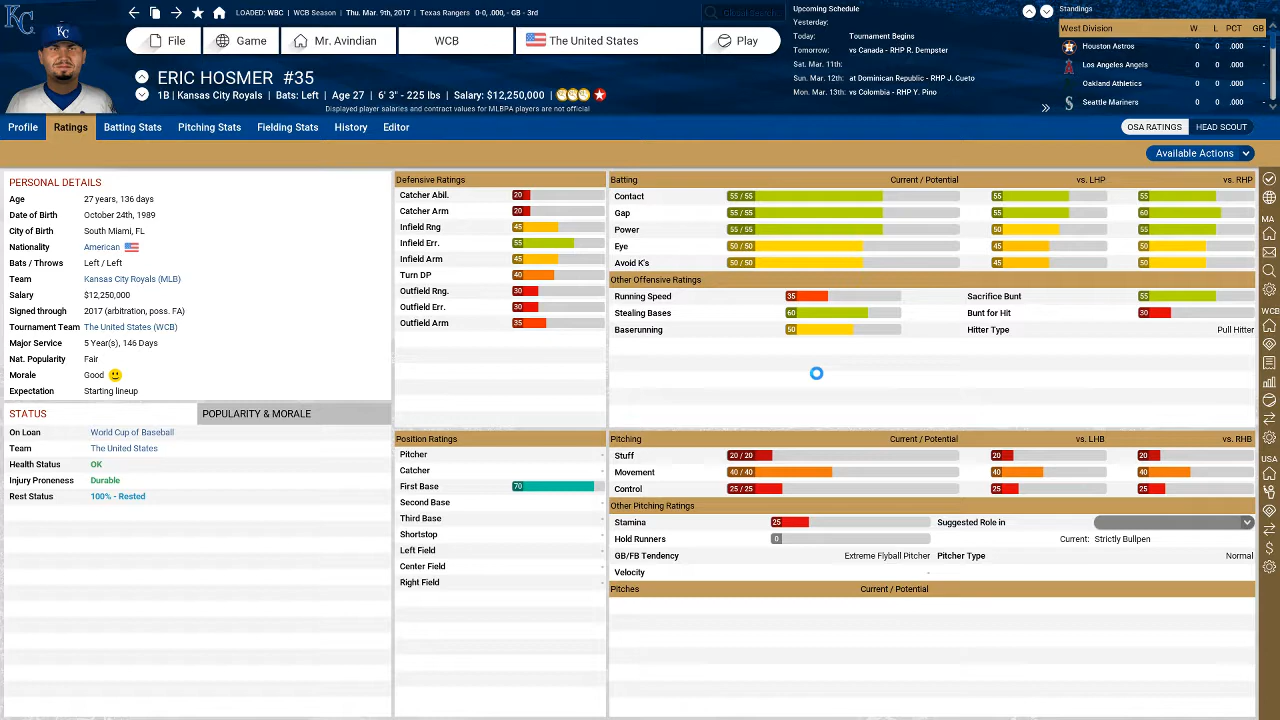 LOADED: WBC | WCB Season | Thu. Mar. 9th, 2017 | Texas Rangers 0-0, .000, - GB - 3rd
Global Search...
File
Game
Mr. Avindian
WCB
The United States
Play
Upcoming Schedule
Yesterday:
Today: Tournament Begins
Tomorrow: vs Canada - RHP R. Dempster
Sat. Mar. 11th:
Sun. Mar. 12th: at Dominican Republic - RHP J. Cueto
Mon. Mar. 13th: vs Colombia - RHP Y. Pino
Standings
West Division W L PCT GB
Houston Astros 0 0 .000 -
Los Angeles Angels 0 0 .000 -
Oakland Athletics 0 0 .000 -
Seattle Mariners 0 0 .000 -
KC
ERIC HOSMER #35
1B | Kansas City Royals | Bats: Left | Age 27 | 6' 3" - 225 lbs | Salary: $12,250,000
Displayed player salaries and contract values for MLBPA players are not official
Profile
Ratings
Batting Stats
Pitching Stats
Fielding Stats
History
Editor
OSA RATINGS
HEAD SCOUT
Available Actions
PERSONAL DETAILS
Age 27 years, 136 days
Date of Birth October 24th, 1989
City of Birth South Miami, FL
Nationality American
Bats / Throws Left / Left
Team Kansas City Royals (MLB)
Salary $12,250,000
Signed through 2017 (arbitration, poss. FA)
Tournament Team The United States (WCB)
Major Service 5 Year(s), 146 Days
Nat. Popularity Fair
Morale Good
Expectation Starting lineup
STATUS
POPULARITY & MORALE
On Loan World Cup of Baseball
Team The United States
Health Status OK
Injury Proneness Durable
Rest Status 100% - Rested
Defensive Ratings
Catcher Abil. 20
Catcher Arm 20
Infield Rng 45
Infield Err. 55
Infield Arm 45
Turn DP 40
Outfield Rng. 30
Outfield Err. 30
Outfield Arm 35
Position Ratings
Pitcher -
Catcher -
First Base 70
Second Base -
Third Base -
Shortstop -
Left Field -
Center Field -
Right Field -
Batting Current / Potential vs. LHP vs. RHP
Contact 55 / 55 55 55
Gap 55 / 55 55 60
Power 55 / 55 50 55
Eye 50 / 50 45 50
Avoid K's 50 / 50 45 50
Other Offensive Ratings
Running Speed 35 Sacrifice Bunt 55
Stealing Bases 60 Bunt for Hit 30
Baserunning 50 Hitter Type Pull Hitter
Pitching Current / Potential vs. LHB vs. RHB
Stuff 20 / 20 20 20
Movement 40 / 40 40 40
Control 25 / 25 25 25
Other Pitching Ratings
Stamina 25 Suggested Role in
Hold Runners 0 Current: Strictly Bullpen
GB/FB Tendency Extreme Flyball Pitcher Pitcher Type Normal
Velocity -
Pitches Current / Potential
MA
WCB
USA